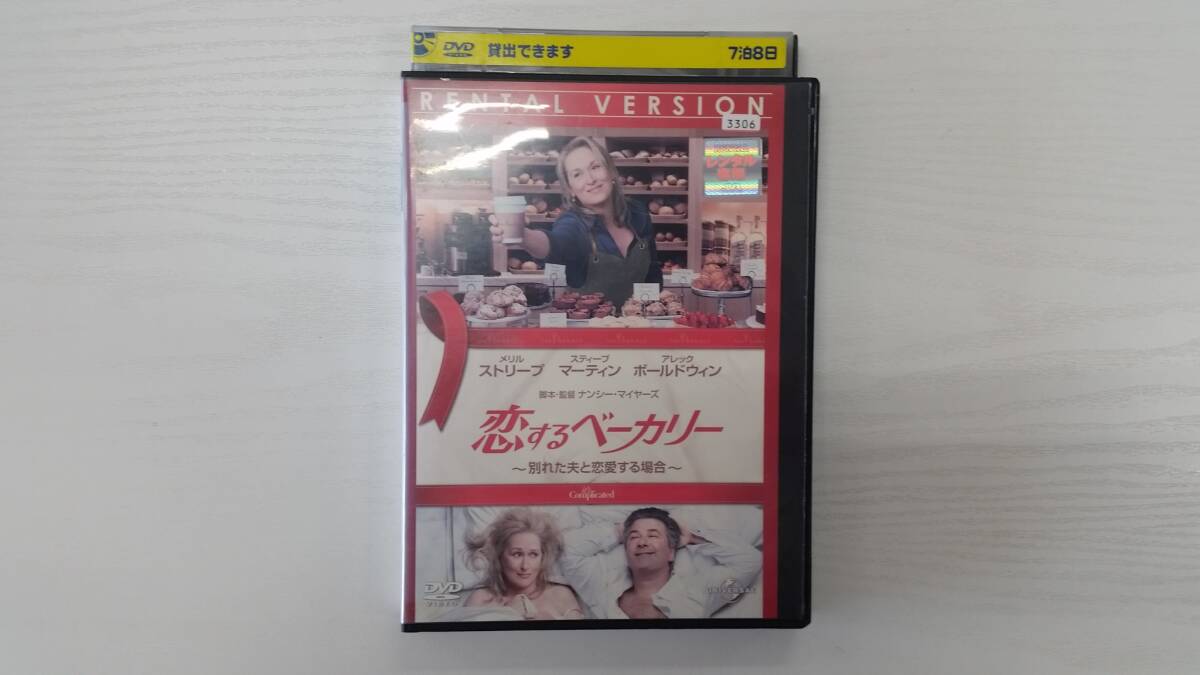 DVD 貸出できます 7泊8日
RENTAL VERSION
3306
レンタル
メリル スティーブ アレック
ストリープ マーティン ボールドウィン
脚本・監督 ナンシー・マイヤーズ
恋するベーカリー
～別れた夫と恋愛する場合～
It's Complicated
DVD
VIDEO
UNIVERSAL